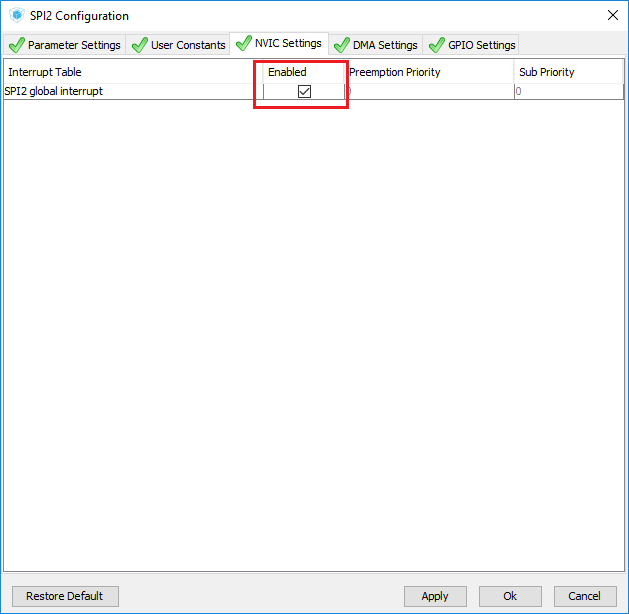 SPI2 Configuration
Parameter Settings User Constants NVIC Settings DMA Settings GPIO Settings
Interrupt Table Enabled Preemption Priority Sub Priority
SPI2 global interrupt 0 0
Restore Default Apply Ok Cancel